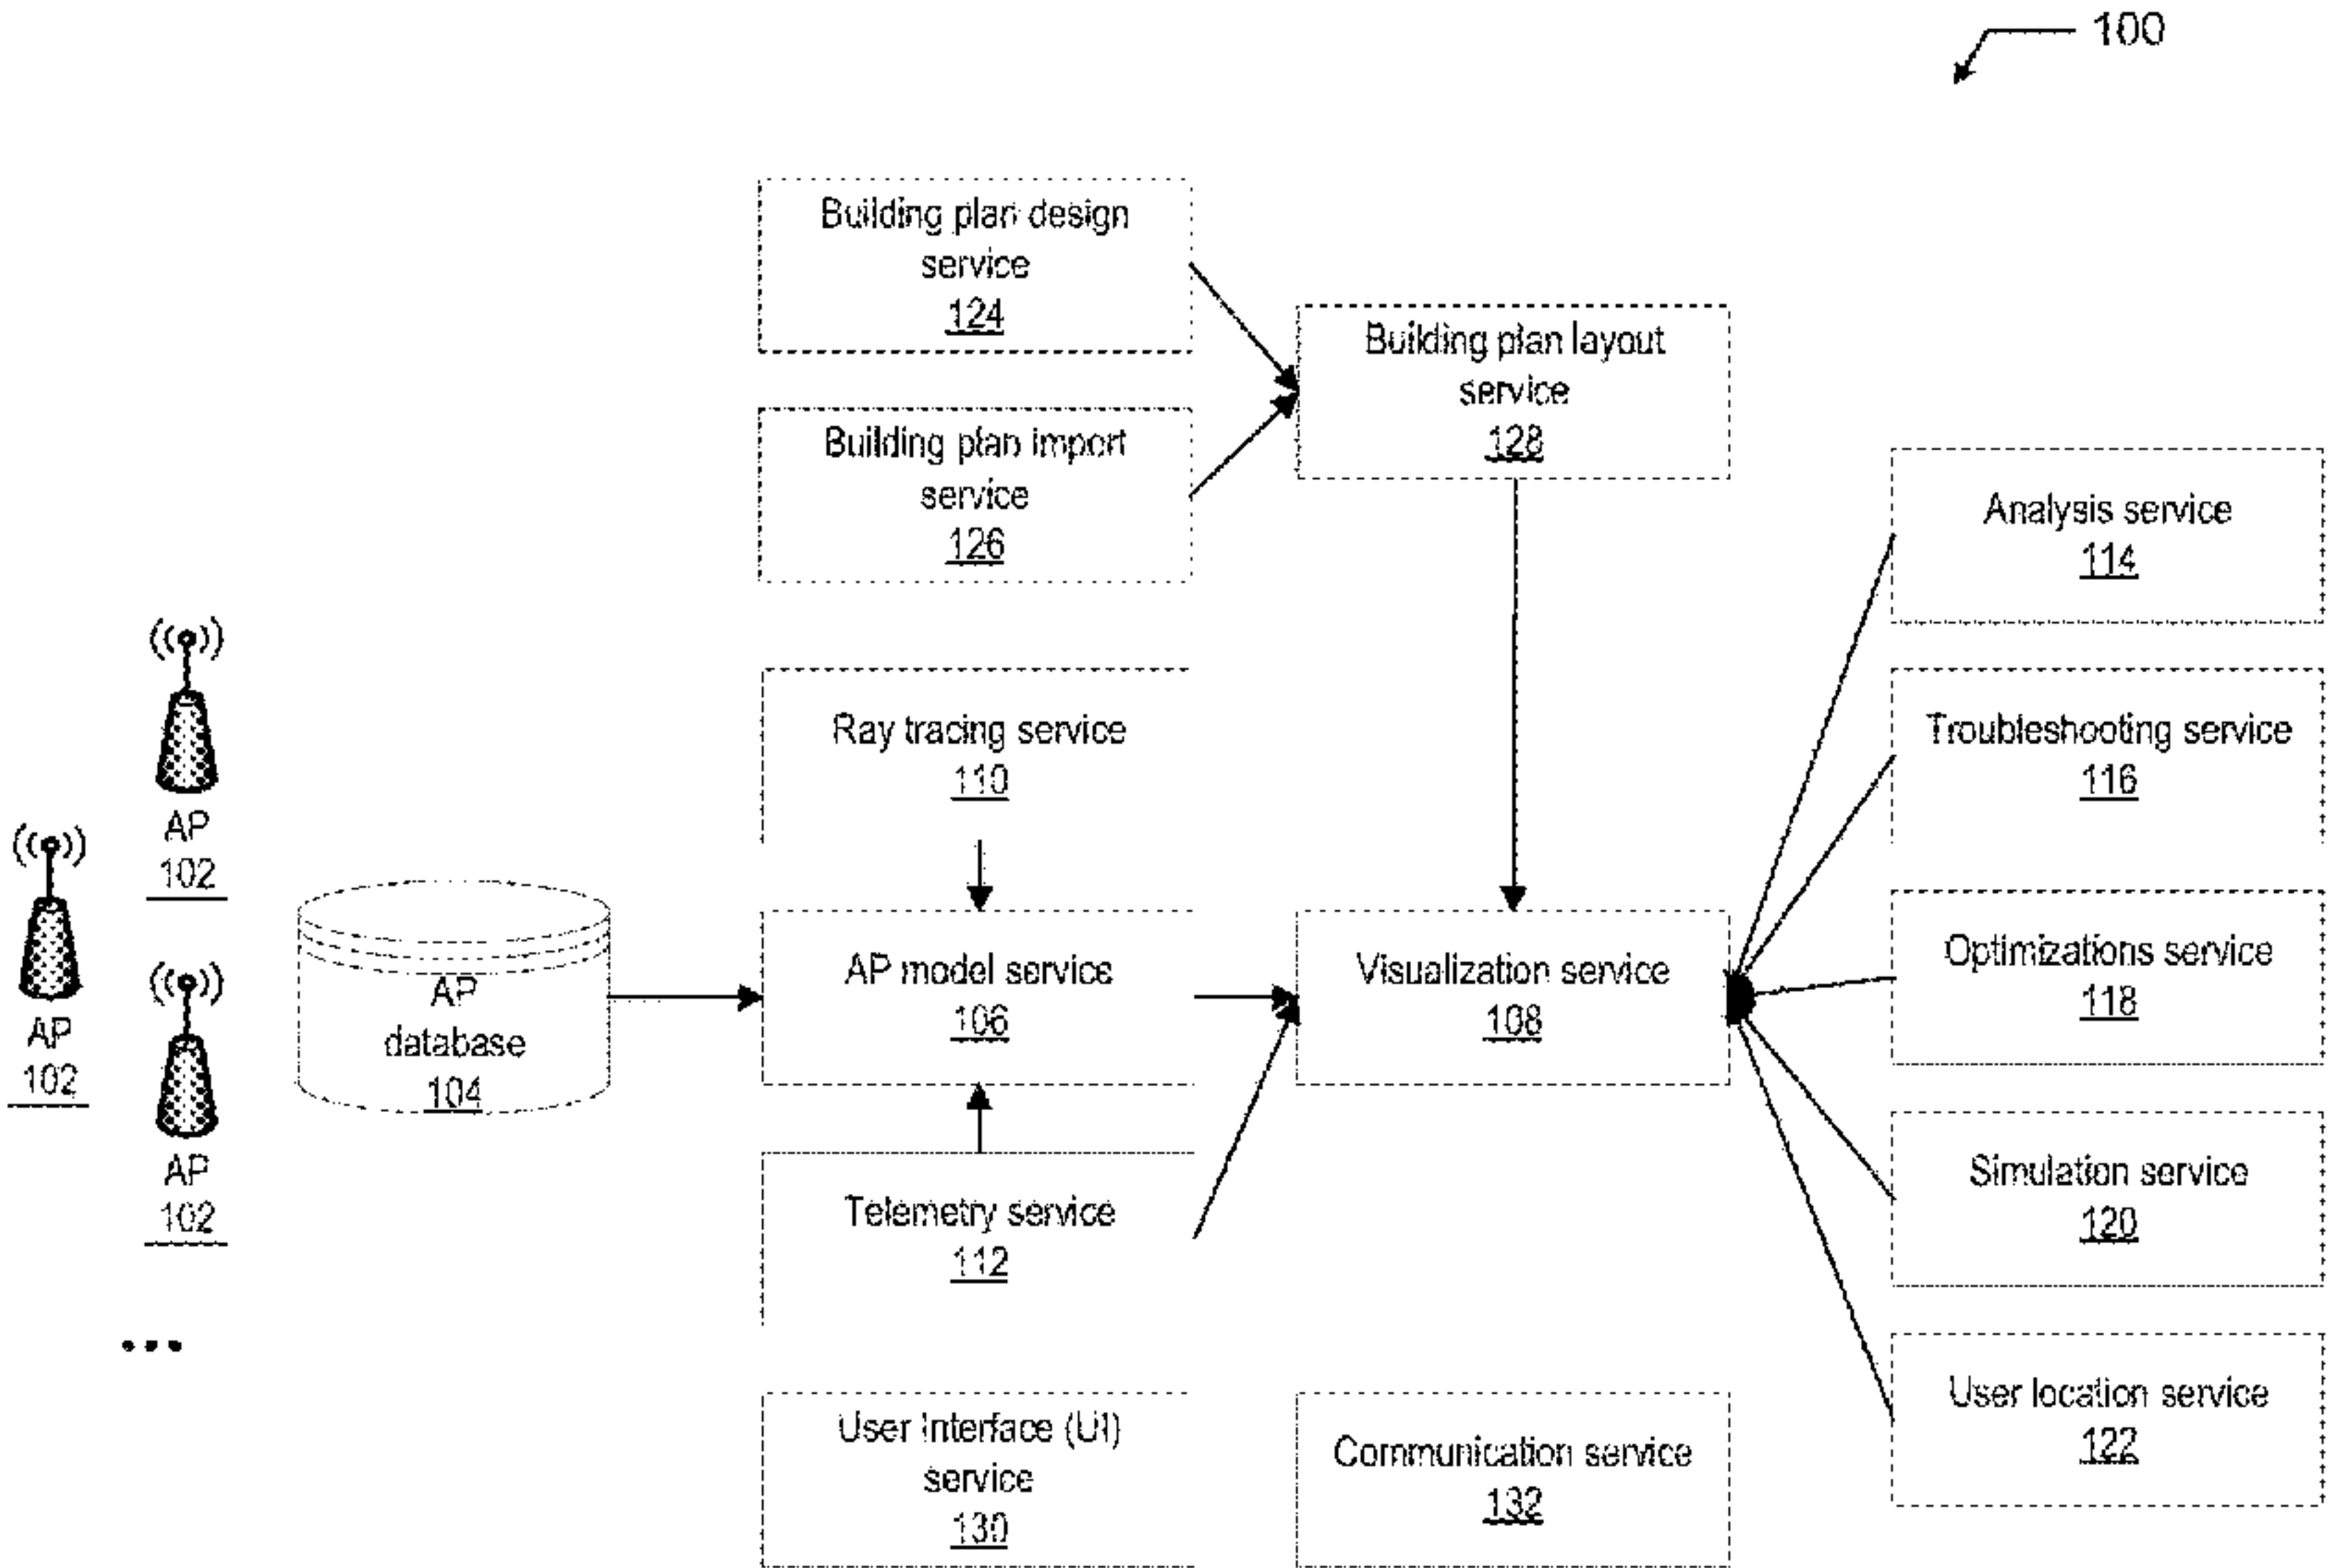 100
Building plan design
service
124
Building plan layout
service
128
Building plan import
service
126
Analysis service
114
Ray tracing service
110
Troubleshooting service
116
AP
102
AP
102
AP
102
AP
database
104
AP model service
106
Visualization service
108
Optimizations service
118
Telemetry service
112
Simulation service
120
...
User Interface (UI)
service
130
Communication service
132
User location service
122